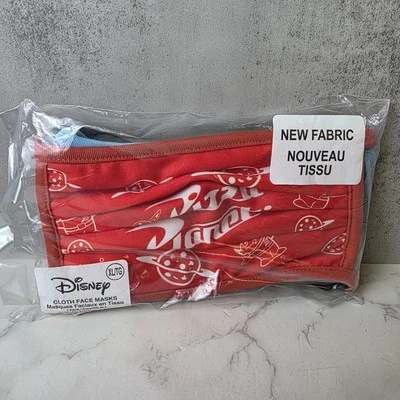 NEW FABRIC
NOUVEAU
TISSU
Pizza
Planet
XL/TG
Disney
CLOTH FACE MASKS
Masques Faciaux en Tissu